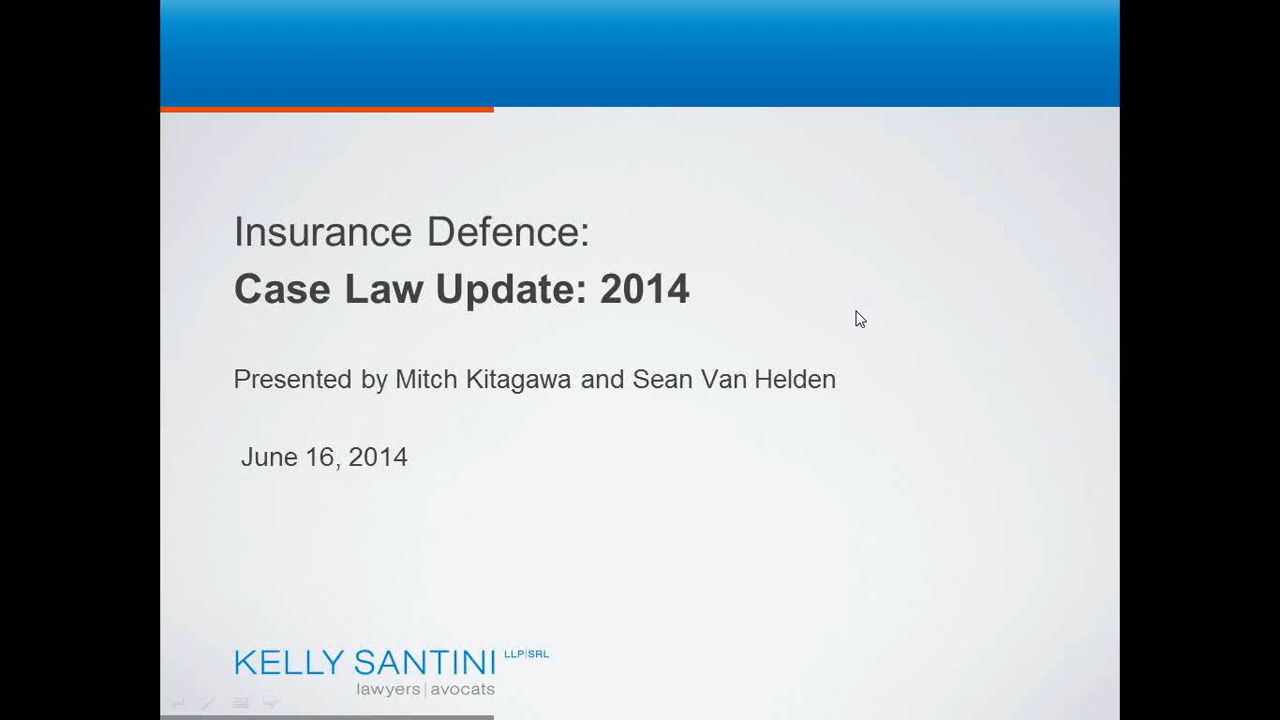 Insurance Defence:
Case Law Update: 2014
Presented by Mitch Kitagawa and Sean Van Helden
June 16, 2014
KELLY SANTINI LLP|SRL
lawyers|avocats